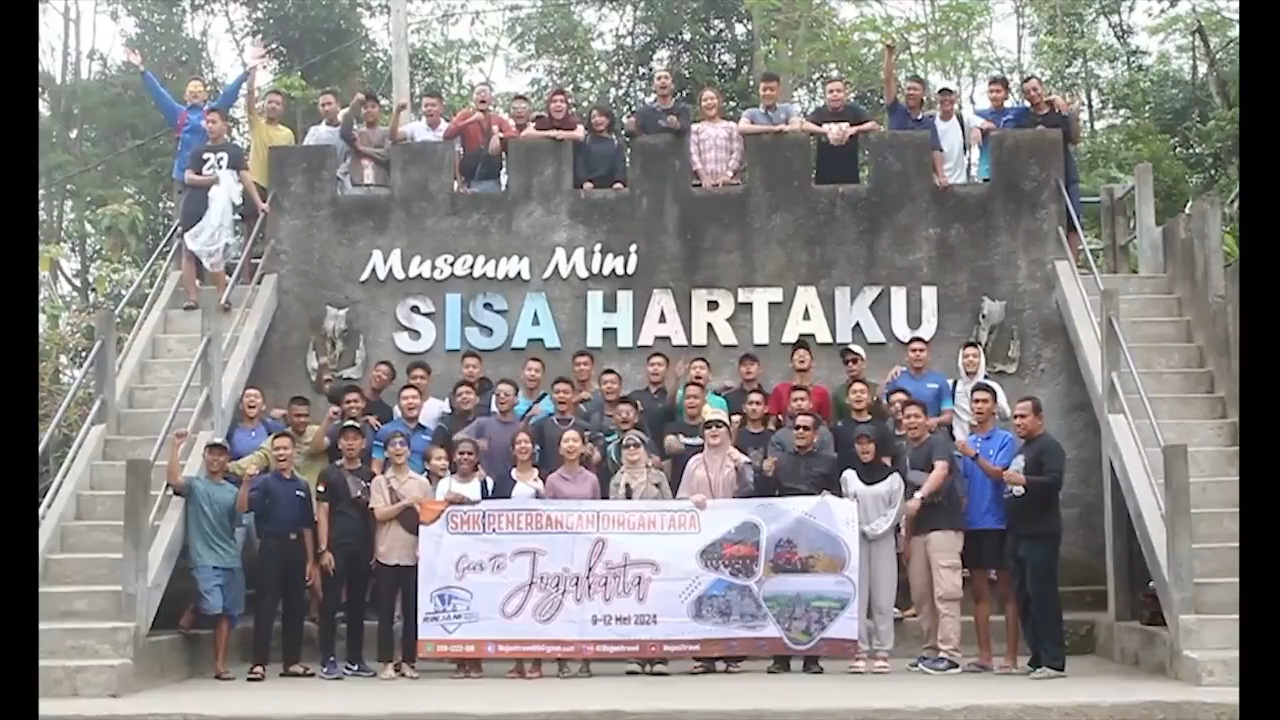 23
Museum Mini
SISA HARTAKU
SMK PENERBANGAN DIRGANTARA
Goes To
Jogjakarta
RINJANI
9-12 Mei 2024